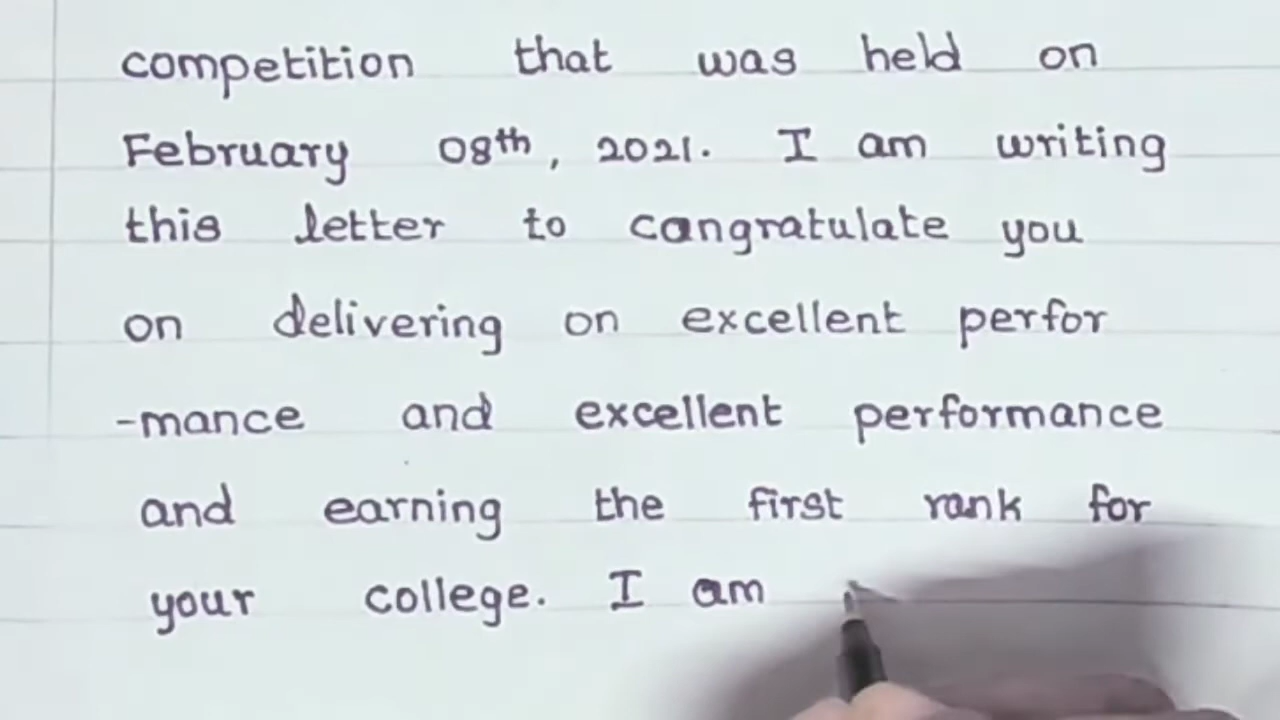 competition that was held on
February 08th, 2021. I am writing
this letter to cangratulate you
on delivering on excellent perfor
-mance and excellent performance
and earning the first rank for
your college. I am